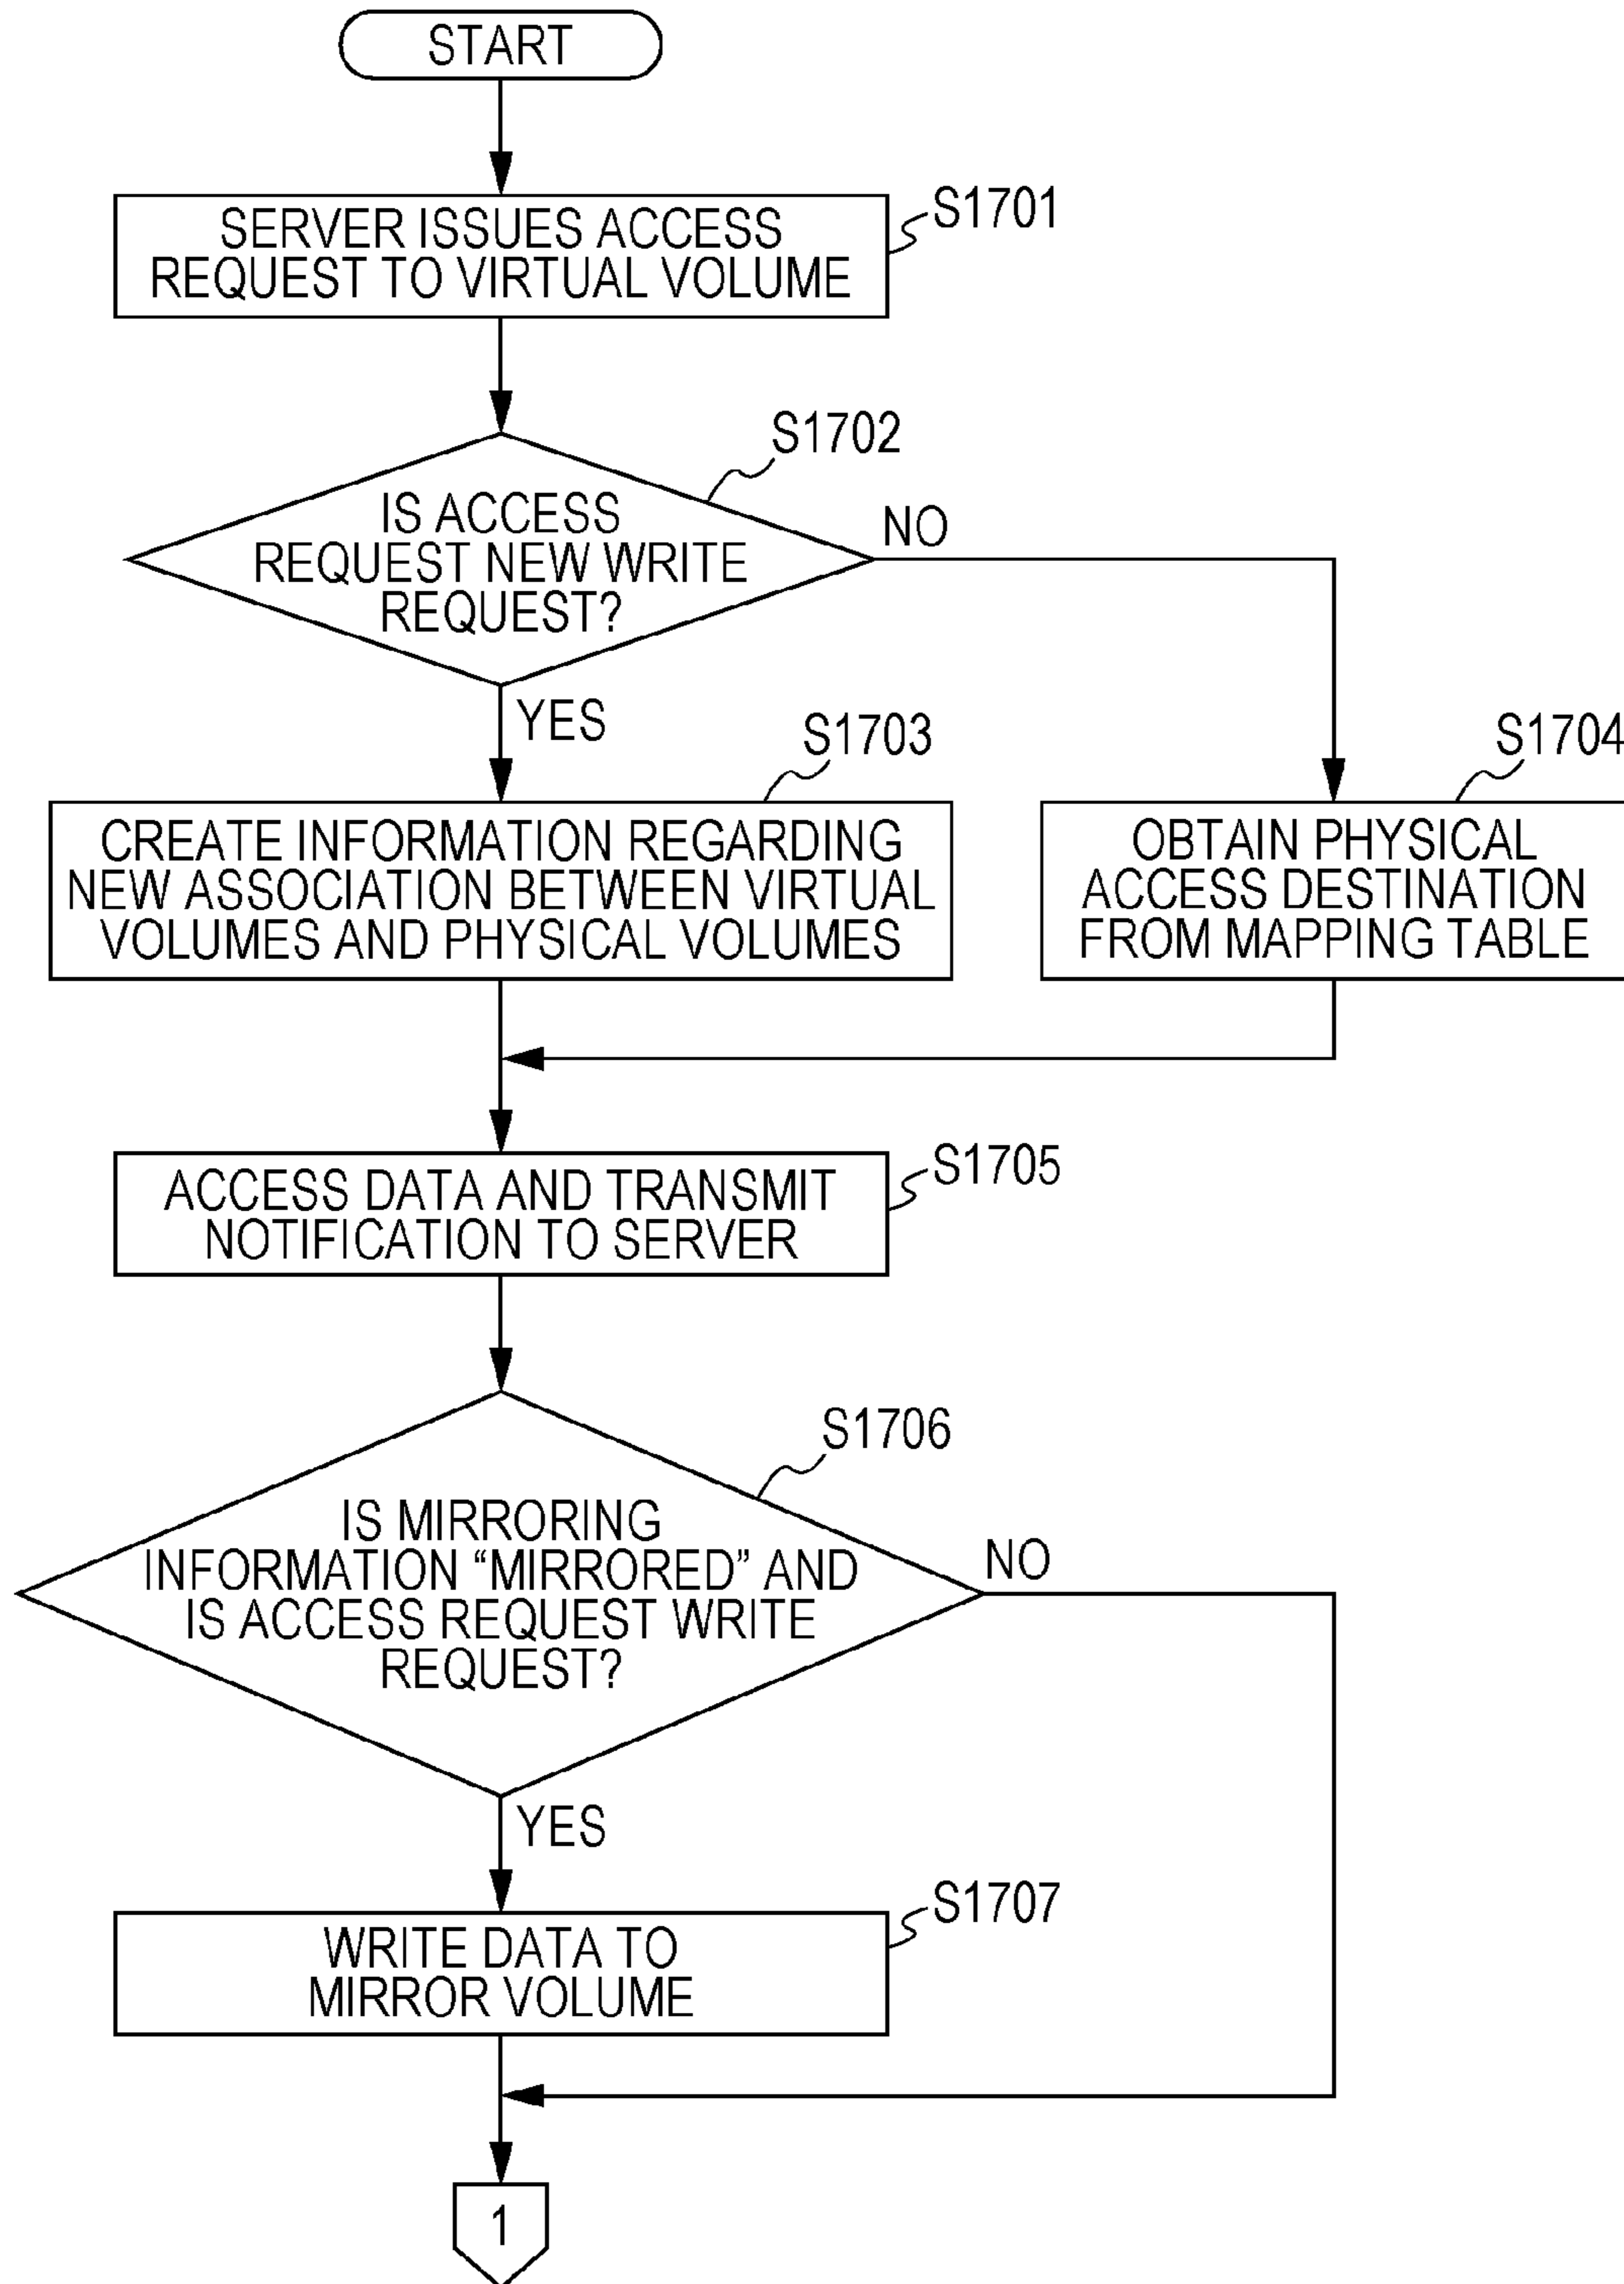 START
S1701
SERVER ISSUES ACCESS
REQUEST TO VIRTUAL VOLUME
S1702
IS ACCESS
REQUEST NEW WRITE
REQUEST?
NO
YES
S1703
CREATE INFORMATION REGARDING
NEW ASSOCIATION BETWEEN VIRTUAL
VOLUMES AND PHYSICAL VOLUMES
S1704
OBTAIN PHYSICAL
ACCESS DESTINATION
FROM MAPPING TABLE
S1705
ACCESS DATA AND TRANSMIT
NOTIFICATION TO SERVER
S1706
IS MIRRORING
INFORMATION “MIRRORED” AND
IS ACCESS REQUEST WRITE
REQUEST?
NO
YES
S1707
WRITE DATA TO
MIRROR VOLUME
1